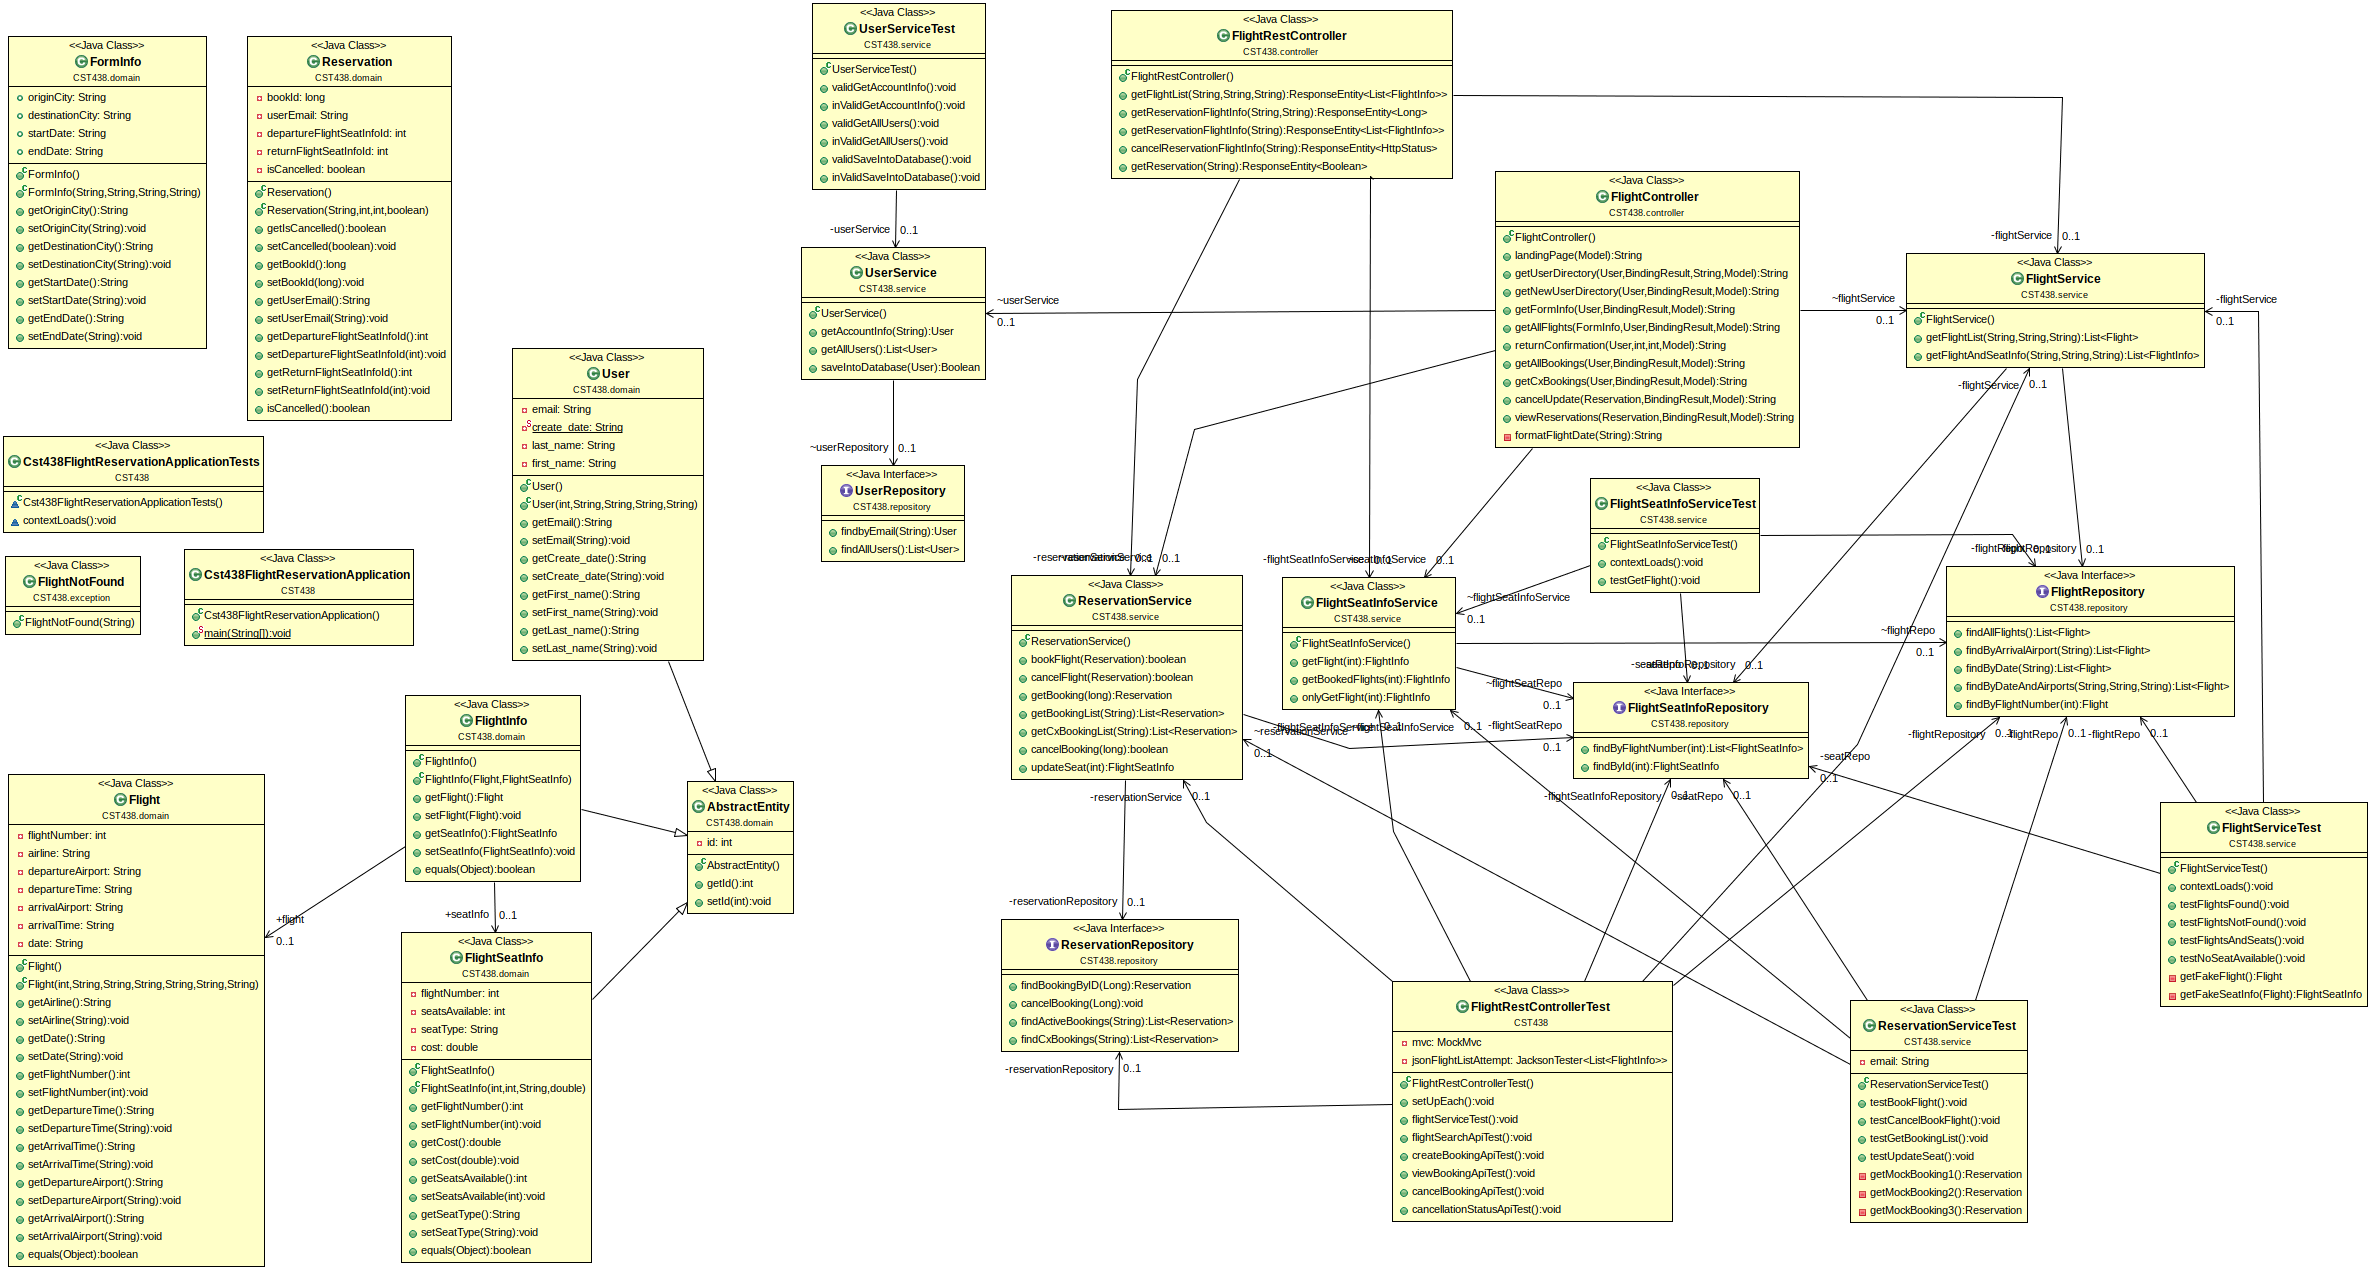 <<Java Class>>
FormInfo
CST438.domain
originCity: String
destinationCity: String
startDate: String
endDate: String
FormInfo()
FormInfo(String,String,String,String)
getOriginCity():String
setOriginCity(String):void
getDestinationCity():String
setDestinationCity(String):void
getStartDate():String
setStartDate(String):void
getEndDate():String
setEndDate(String):void
<<Java Class>>
Reservation
CST438.domain
bookId: long
userEmail: String
departureFlightSeatInfoId: int
returnFlightSeatInfoId: int
isCancelled: boolean
Reservation()
Reservation(String,int,int,boolean)
getIsCancelled():boolean
setCancelled(boolean):void
getBookId():long
setBookId(long):void
getUserEmail():String
setUserEmail(String):void
getDepartureFlightSeatInfoId():int
setDepartureFlightSeatInfoId(int):void
getReturnFlightSeatInfoId():int
setReturnFlightSeatInfoId(int):void
isCancelled():boolean
<<Java Class>>
Cst438FlightReservationApplicationTests
CST438
Cst438FlightReservationApplicationTests()
contextLoads():void
<<Java Class>>
FlightNotFound
CST438.exception
FlightNotFound(String)
<<Java Class>>
Cst438FlightReservationApplication
CST438
Cst438FlightReservationApplication()
main(String[]):void
<<Java Class>>
User
CST438.domain
email: String
create_date: String
last_name: String
first_name: String
User()
User(int,String,String,String,String)
getEmail():String
setEmail(String):void
getCreate_date():String
setCreate_date(String):void
getFirst_name():String
setFirst_name(String):void
getLast_name():String
setLast_name(String):void
<<Java Class>>
FlightInfo
CST438.domain
FlightInfo()
FlightInfo(Flight,FlightSeatInfo)
getFlight():Flight
setFlight(Flight):void
getSeatInfo():FlightSeatInfo
setSeatInfo(FlightSeatInfo):void
equals(Object):boolean
<<Java Class>>
AbstractEntity
CST438.domain
id: int
AbstractEntity()
getId():int
setId(int):void
+flight
0..1
+seatInfo
0..1
<<Java Class>>
Flight
CST438.domain
flightNumber: int
airline: String
departureAirport: String
departureTime: String
arrivalAirport: String
arrivalTime: String
date: String
Flight()
Flight(int,String,String,String,String,String,String)
getAirline():String
setAirline(String):void
getDate():String
setDate(String):void
getFlightNumber():int
setFlightNumber(int):void
getDepartureTime():String
setDepartureTime(String):void
getArrivalTime():String
setArrivalTime(String):void
getDepartureAirport():String
setDepartureAirport(String):void
getArrivalAirport():String
setArrivalAirport(String):void
equals(Object):boolean
<<Java Class>>
FlightSeatInfo
CST438.domain
flightNumber: int
seatsAvailable: int
seatType: String
cost: double
FlightSeatInfo()
FlightSeatInfo(int,int,String,double)
getFlightNumber():int
setFlightNumber(int):void
getCost():double
setCost(double):void
getSeatsAvailable():int
setSeatsAvailable(int):void
getSeatType():String
setSeatType(String):void
equals(Object):boolean
<<Java Class>>
UserServiceTest
CST438.service
UserServiceTest()
validGetAccountInfo():void
inValidGetAccountInfo():void
validGetAllUsers():void
inValidGetAllUsers():void
validSaveIntoDatabase():void
inValidSaveIntoDatabase():void
-userService
0..1
<<Java Class>>
UserService
CST438.service
UserService()
getAccountInfo(String):User
getAllUsers():List<User>
saveIntoDatabase(User):Boolean
~userService
0..1
~userRepository
0..1
<<Java Interface>>
UserRepository
CST438.repository
findbyEmail(String):User
findAllUsers():List<User>
<<Java Class>>
FlightRestController
CST438.controller
FlightRestController()
getFlightList(String,String,String):ResponseEntity<List<FlightInfo>>
getReservationFlightInfo(String,String):ResponseEntity<Long>
getReservationFlightInfo(String):ResponseEntity<List<FlightInfo>>
cancelReservationFlightInfo(String):ResponseEntity<HttpStatus>
getReservation(String):ResponseEntity<Boolean>
<<Java Class>>
FlightController
CST438.controller
FlightController()
landingPage(Model):String
getUserDirectory(User,BindingResult,String,Model):String
getNewUserDirectory(User,BindingResult,Model):String
getFormInfo(User,BindingResult,Model):String
getAllFlights(FormInfo,User,BindingResult,Model):String
returnConfirmation(User,int,int,Model):String
getAllBookings(User,BindingResult,Model):String
getCxBookings(User,BindingResult,Model):String
cancelUpdate(Reservation,BindingResult,Model):String
viewReservations(Reservation,BindingResult,Model):String
formatFlightDate(String):String
-flightService
0..1
~flightService
0..1
-flightService
0..1
<<Java Class>>
FlightService
CST438.service
FlightService()
getFlightList(String,String,String):List<Flight>
getFlightAndSeatInfo(String,String,String):List<FlightInfo>
-flightService
0..1
<<Java Class>>
FlightSeatInfoServiceTest
CST438.service
FlightSeatInfoServiceTest()
contextLoads():void
testGetFlight():void
-reservationService
0..1
0..1
-flightSeatInfoService
0..1
0..1
~flightSeatInfoService
0..1
-flightRepository
0..1
0..1
<<Java Class>>
ReservationService
CST438.service
ReservationService()
bookFlight(Reservation):boolean
cancelFlight(Reservation):boolean
getBooking(long):Reservation
getBookingList(String):List<Reservation>
getCxBookingList(String):List<Reservation>
cancelBooking(long):boolean
updateSeat(int):FlightSeatInfo
<<Java Class>>
FlightSeatInfoService
CST438.service
FlightSeatInfoService()
getFlight(int):FlightInfo
getBookedFlights(int):FlightInfo
onlyGetFlight(int):FlightInfo
<<Java Interface>>
FlightRepository
CST438.repository
findAllFlights():List<Flight>
findByArrivalAirport(String):List<Flight>
findByDate(String):List<Flight>
findByDateAndAirports(String,String,String):List<Flight>
findByFlightNumber(int):Flight
~flightRepo
0..1
0..1
0..1
~flightSeatRepo
0..1
<<Java Interface>>
FlightSeatInfoRepository
CST438.repository
findByFlightNumber(int):List<FlightSeatInfo>
findById(int):FlightSeatInfo
-flightSeatRepo
0..1
~reservationService
0..1
~flightSeatInfoService
0..1
-flightSeatInfoService
0..1
-flightRepository
0..1
-flightRepo
0..1
-flightRepo
0..1
-seatRepo
0..1
-flightSeatInfoRepository
0..1
-seatRepo
0..1
-reservationService
0..1
-reservationRepository
0..1
<<Java Interface>>
ReservationRepository
CST438.repository
findBookingByID(Long):Reservation
cancelBooking(Long):void
findActiveBookings(String):List<Reservation>
findCxBookings(String):List<Reservation>
-reservationRepository
0..1
<<Java Class>>
FlightRestControllerTest
CST438
mvc: MockMvc
jsonFlightListAttempt: JacksonTester<List<FlightInfo>>
FlightRestControllerTest()
setUpEach():void
flightServiceTest():void
flightSearchApiTest():void
createBookingApiTest():void
viewBookingApiTest():void
cancelBookingApiTest():void
cancellationStatusApiTest():void
<<Java Class>>
ReservationServiceTest
CST438.service
email: String
ReservationServiceTest()
testBookFlight():void
testCancelBookFlight():void
testGetBookingList():void
testUpdateSeat():void
getMockBooking1():Reservation
getMockBooking2():Reservation
getMockBooking3():Reservation
<<Java Class>>
FlightServiceTest
CST438.service
FlightServiceTest()
contextLoads():void
testFlightsFound():void
testFlightsNotFound():void
testFlightsAndSeats():void
testNoSeatAvailable():void
getFakeFlight():Flight
getFakeSeatInfo(Flight):FlightSeatInfo